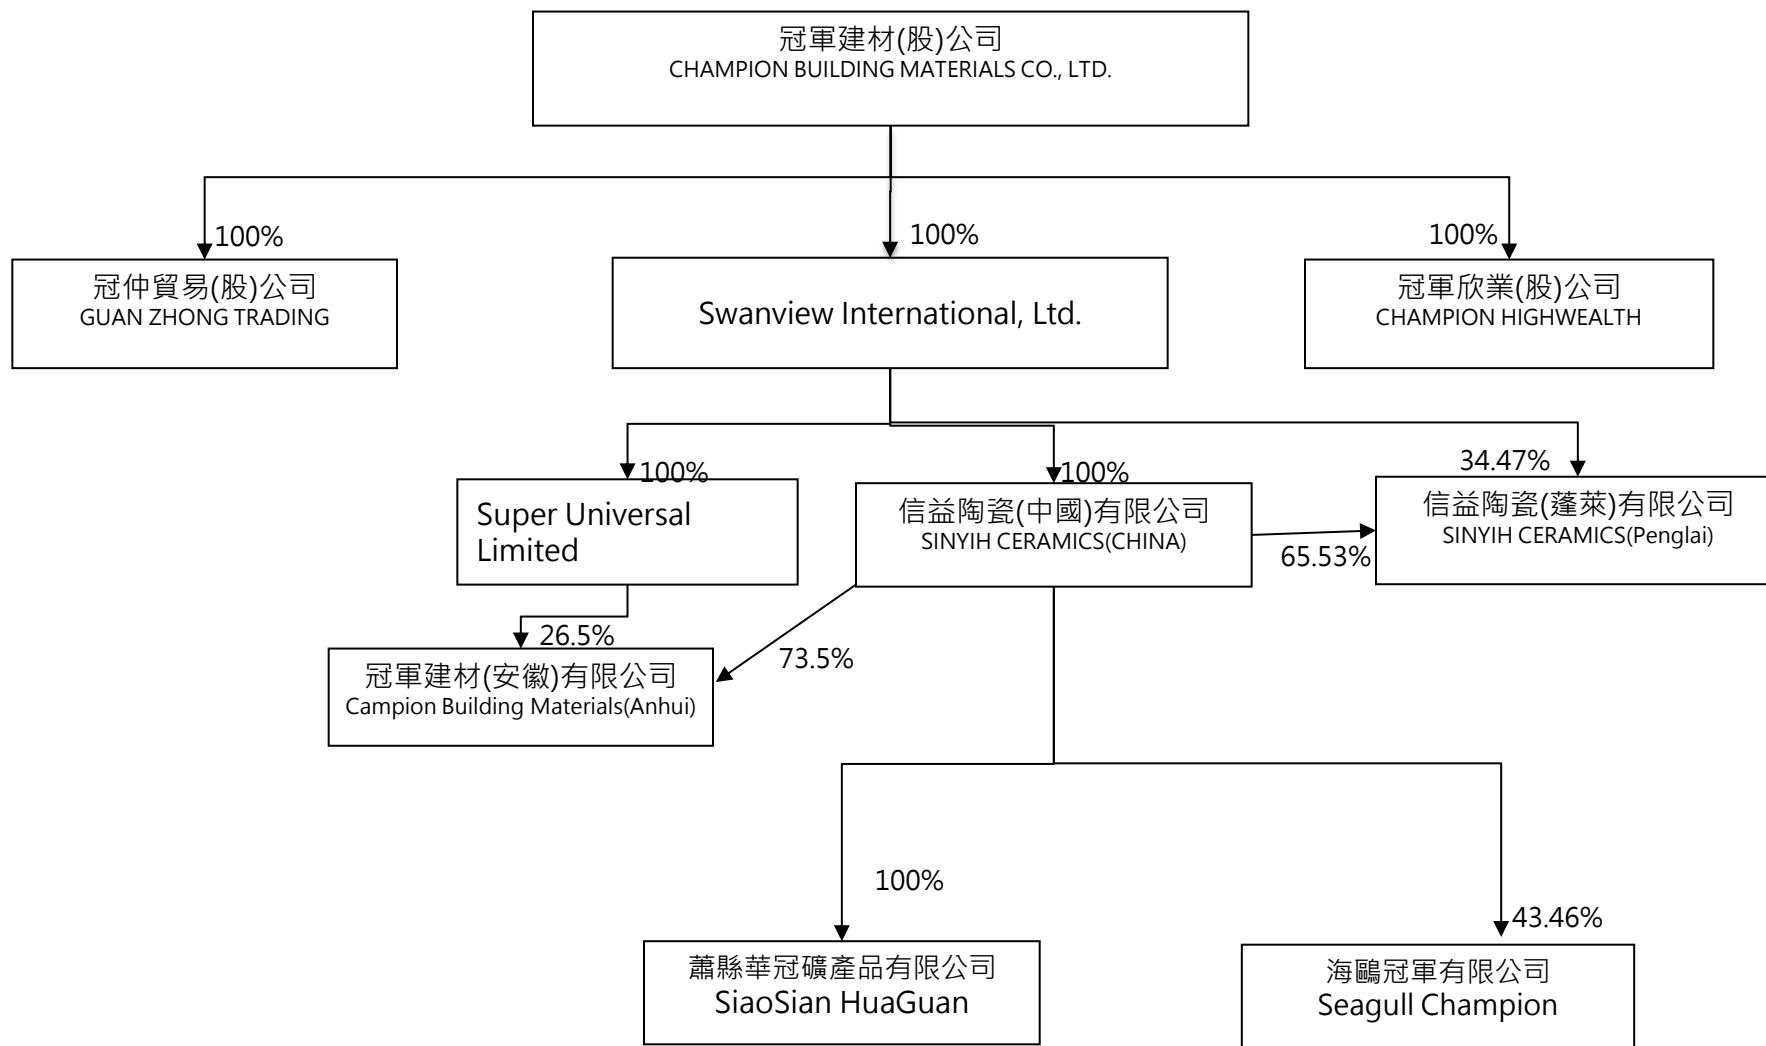 冠軍建材(股)公司
CHAMPION BUILDING MATERIALS CO., LTD.
100%
100%
100%
冠仲貿易(股)公司
GUAN ZHONG TRADING
Swanview International, Ltd.
冠軍欣業(股)公司
CHAMPION HIGHWEALTH
100%
100%
34.47%
Super Universal
Limited
信益陶瓷(中國)有限公司
SINYIH CERAMICS(CHINA)
信益陶瓷(蓬萊)有限公司
SINYIH CERAMICS(Penglai)
65.53%
26.5%
73.5%
冠軍建材(安徽)有限公司
Campion Building Materials(Anhui)
100%
43.46%
蕭縣華冠礦產品有限公司
SiaoSian HuaGuan
海鷗冠軍有限公司
Seagull Champion